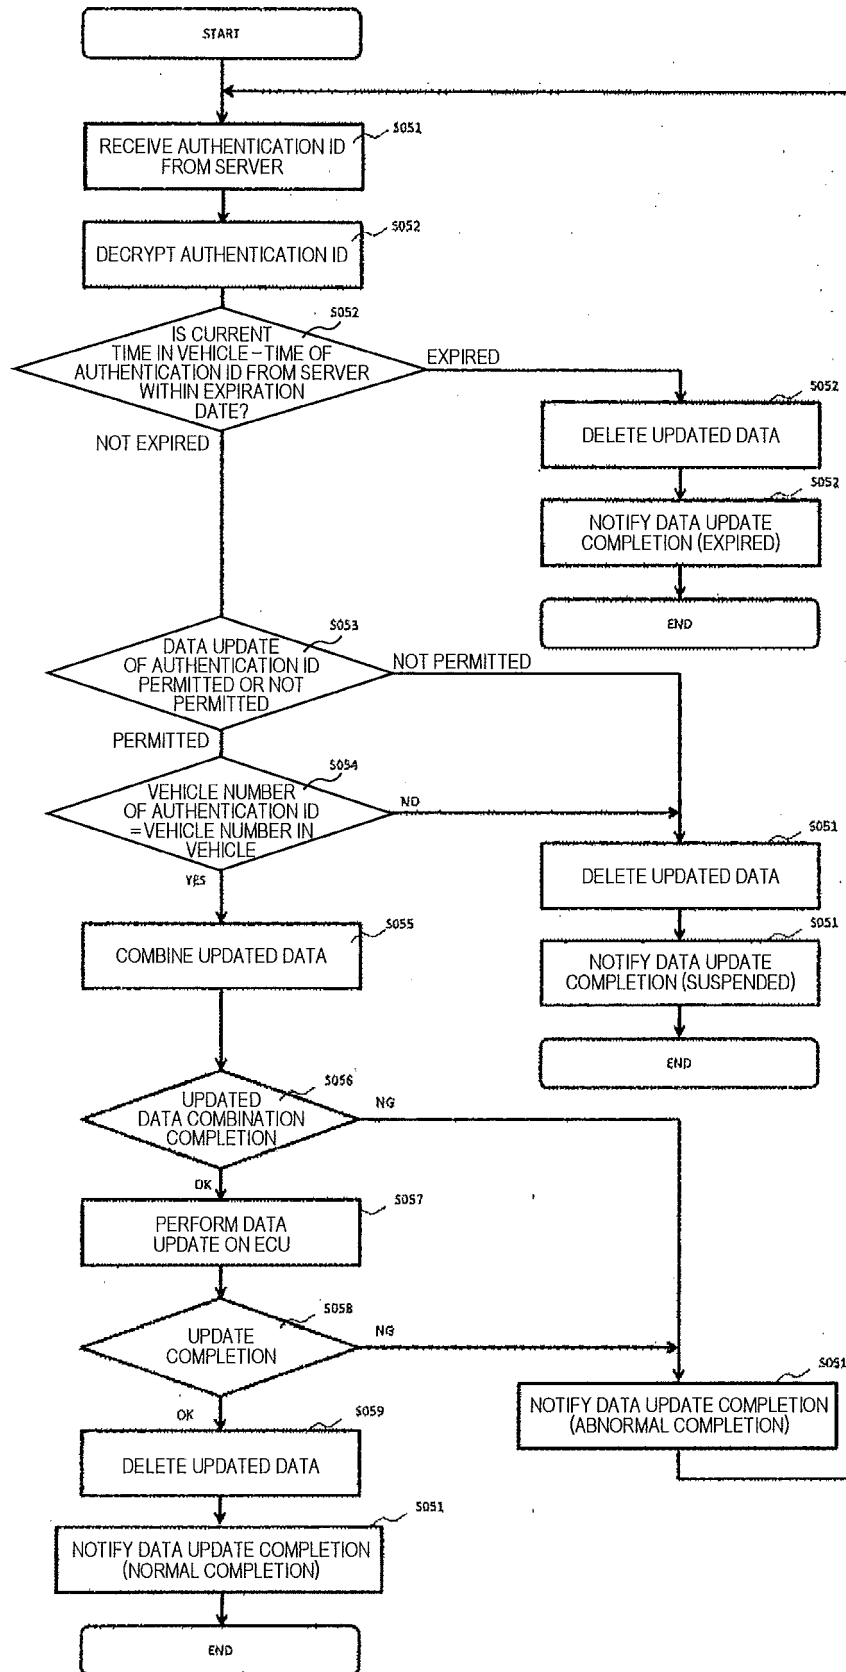 START
S051
RECEIVE AUTHENTICATION ID
FROM SERVER
S052
DECRYPT AUTHENTICATION ID
S052
IS CURRENT
TIME IN VEHICLE – TIME OF
AUTHENTICATION ID FROM SERVER
WITHIN EXPIRATION
DATE?
EXPIRED
NOT EXPIRED
S052
DELETE UPDATED DATA
S052
NOTIFY DATA UPDATE
COMPLETION (EXPIRED)
END
S053
DATA UPDATE
OF AUTHENTICATION ID
PERMITTED OR NOT
PERMITTED
NOT PERMITTED
PERMITTED
S054
VEHICLE NUMBER
OF AUTHENTICATION ID
= VEHICLE NUMBER IN
VEHICLE
NO
YES
S051
DELETE UPDATED DATA
S051
NOTIFY DATA UPDATE
COMPLETION (SUSPENDED)
END
S055
COMBINE UPDATED DATA
S056
UPDATED
DATA COMBINATION
COMPLETION
NG
OK
S057
PERFORM DATA
UPDATE ON ECU
S058
UPDATE
COMPLETION
NG
OK
S051
NOTIFY DATA UPDATE COMPLETION
(ABNORMAL COMPLETION)
S059
DELETE UPDATED DATA
S051
NOTIFY DATA UPDATE COMPLETION
(NORMAL COMPLETION)
END